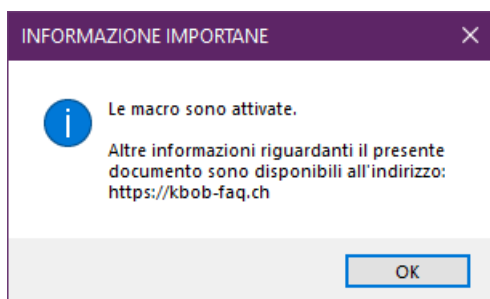 INFORMAZIONE IMPORTANE
Le macro sono attivate.
Altre informazioni riguardanti il presente
documento sono disponibili all'indirizzo:
https://kbob-faq.ch
OK